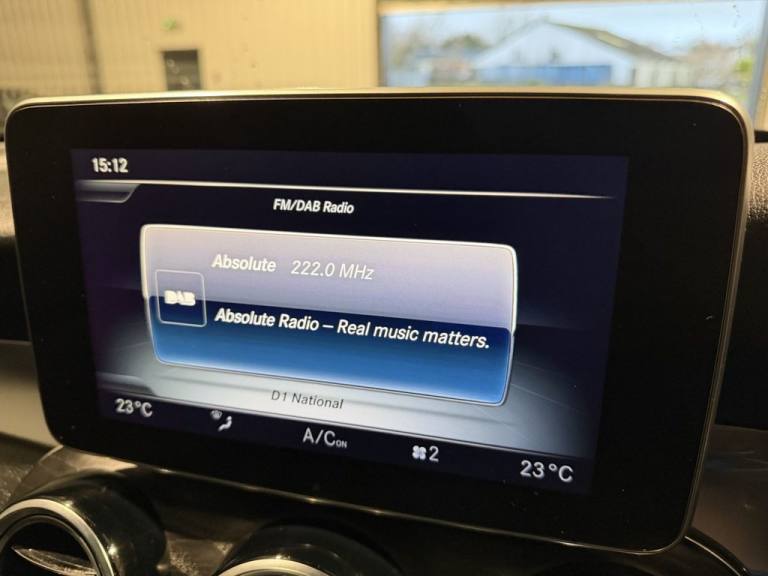 15:12
FM/DAB Radio
Absolute 222.0 MHz
DAB
Absolute Radio – Real music matters.
D1 National
23°C A/C ON 2 23°C